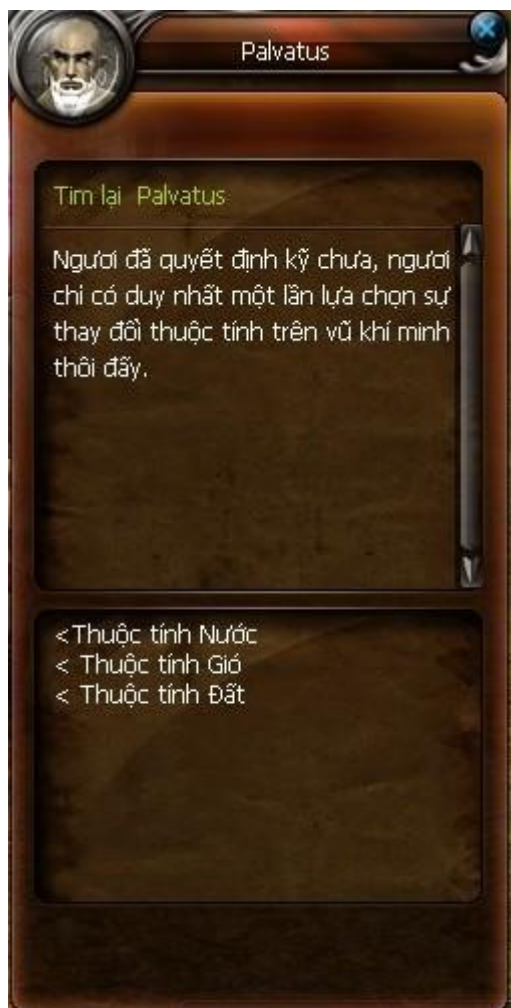 Palvatus
Tìm lại Palvatus
Ngươi đã quyết định kỹ chưa, ngươi
chỉ có duy nhất một lần lựa chọn sự
thay đổi thuộc tính trên vũ khí minh
thôi đấy.
<Thuộc tính Nước
< Thuộc tính Gió
< Thuộc tính Đất